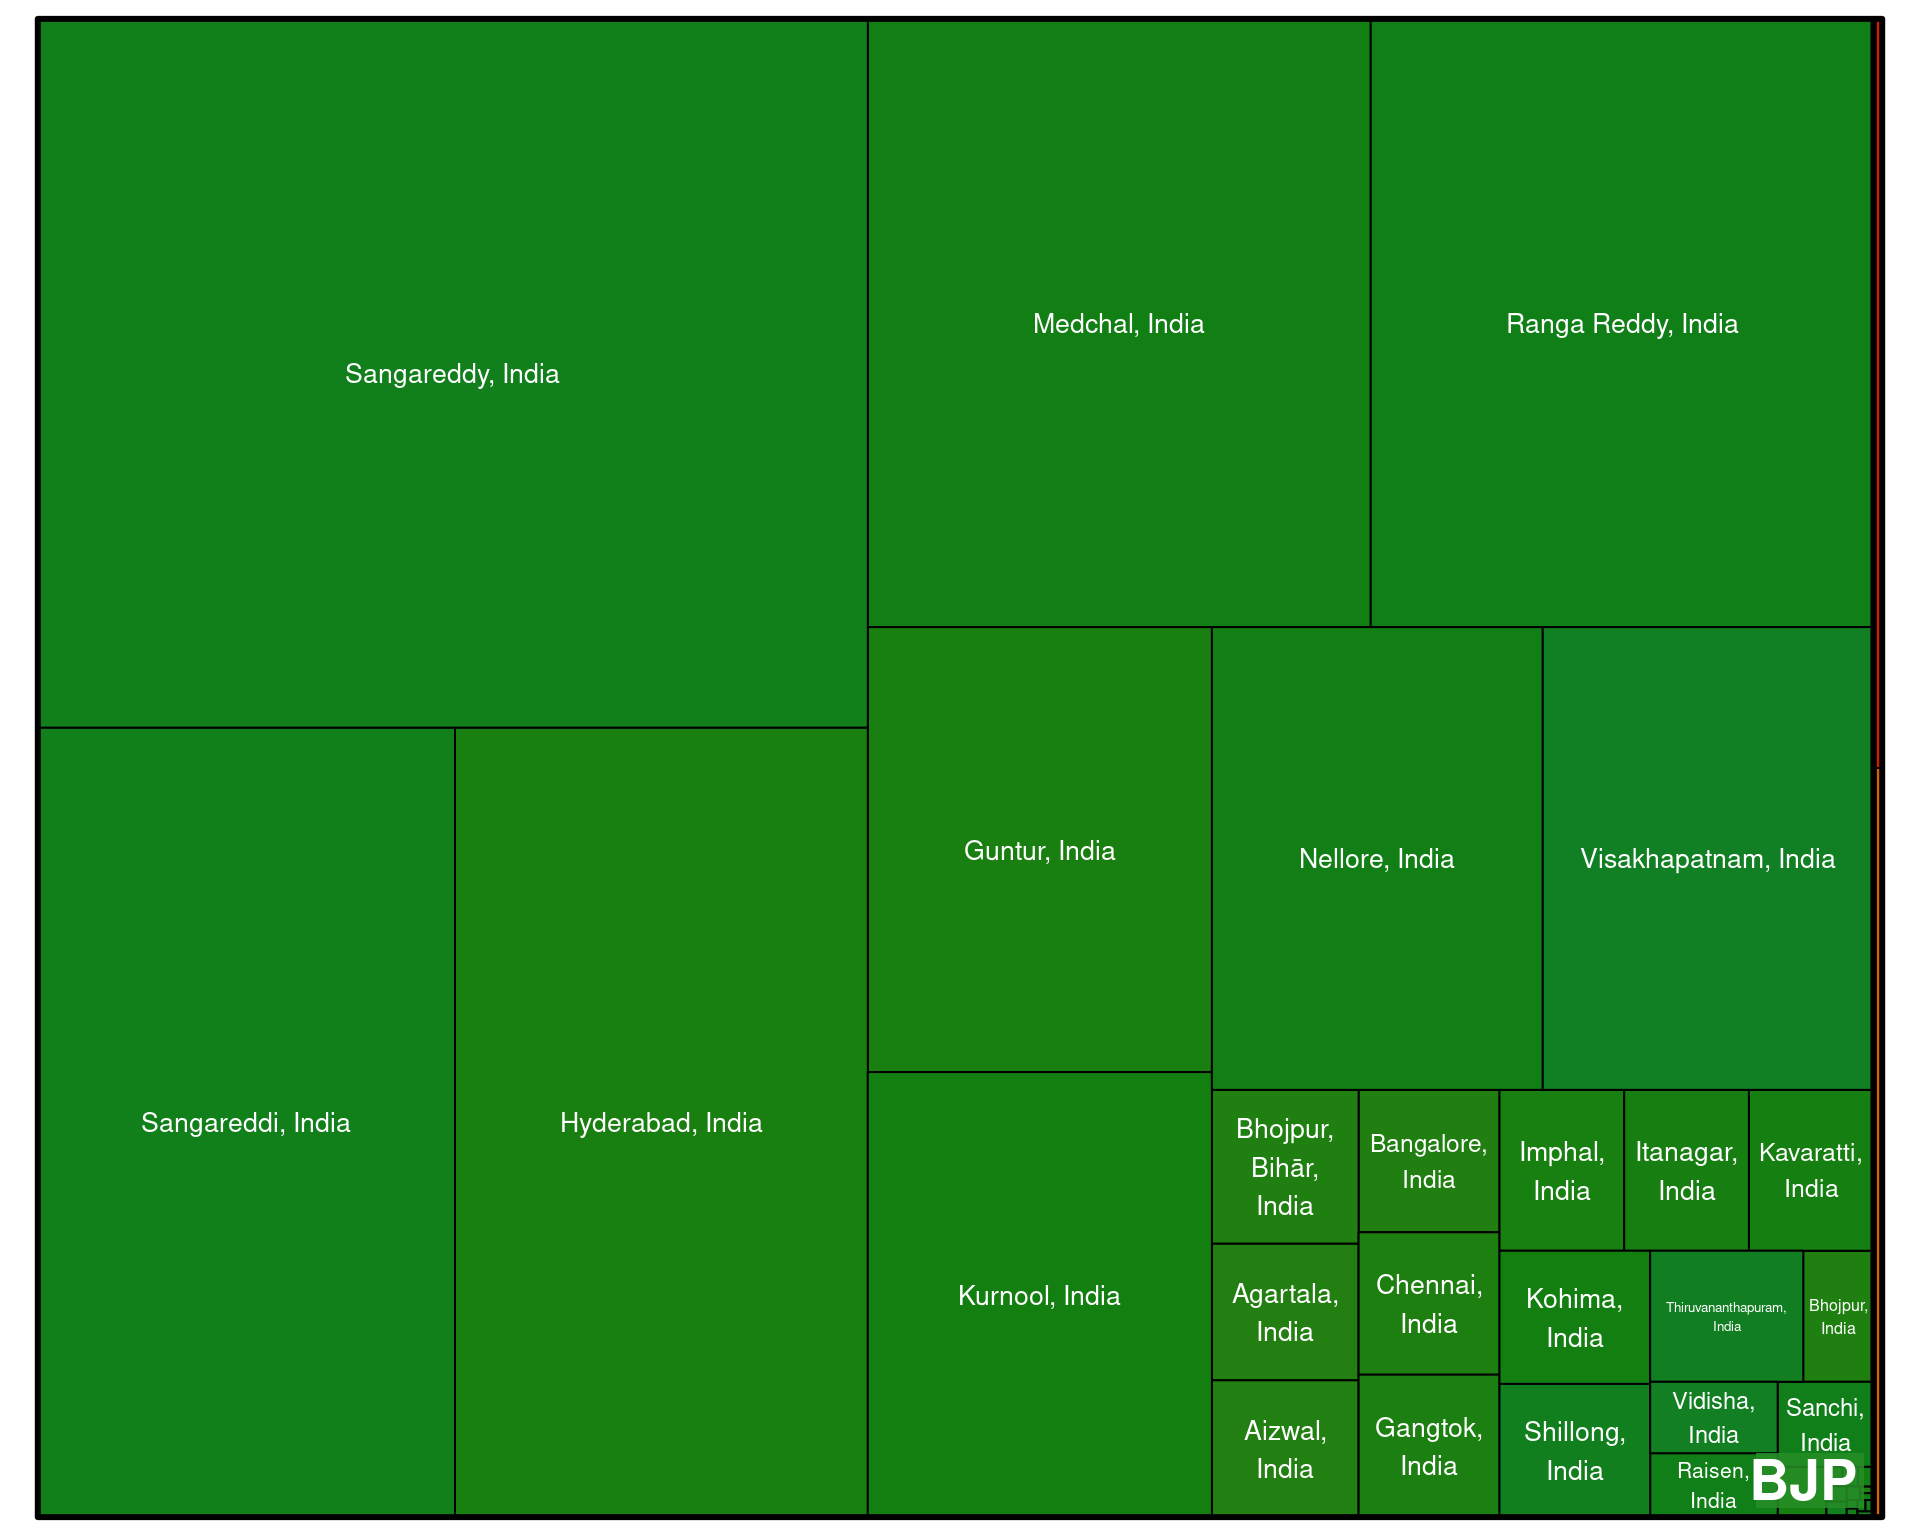 Sangareddy, India
Medchal, India
Ranga Reddy, India
Sangareddi, India
Hyderabad, India
Guntur, India
Nellore, India
Visakhapatnam, India
Kurnool, India
Bhojpur,
Bihār,
India
Bangalore,
India
Imphal,
India
Itanagar,
India
Kavaratti,
India
Agartala,
India
Chennai,
India
Kohima,
India
Thiruvananthapuram,
India
Bhojpur,
India
Aizwal,
India
Gangtok,
India
Shillong,
India
Vidisha,
India
Sanchi,
India
Raisen,
India
BJP